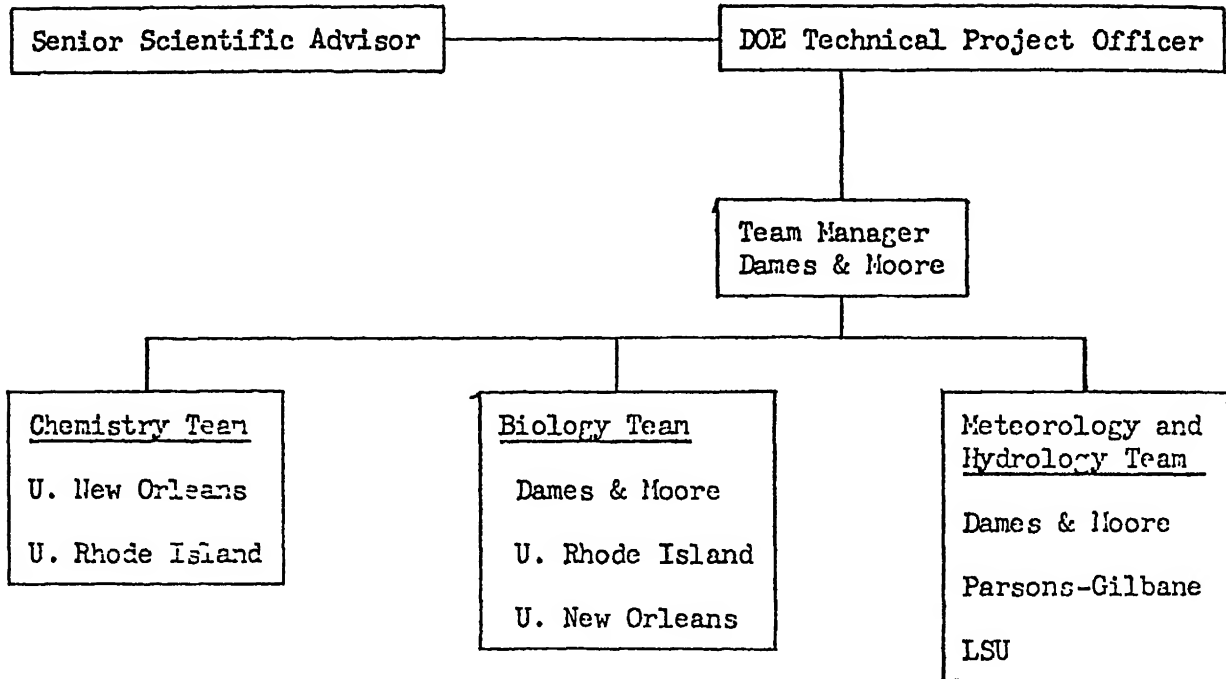 Senior Scientific Advisor
DOE Technical Project Officer
Team Manager
Dames & Moore
Chemistry Team
U. New Orleans
U. Rhode Island
Biology Team
Dames & Moore
U. Rhode Island
U. New Orleans
Meteorology and
Hydrology Team
Dames & Moore
Parsons-Gilbane
LSU